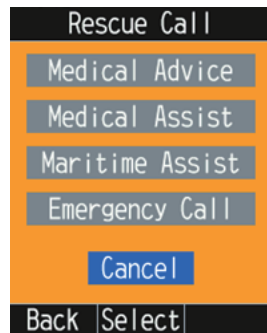 Rescue Call
Medical Advice
Medical Assist
Maritime Assist
Emergency Call
Cancel
Back Select